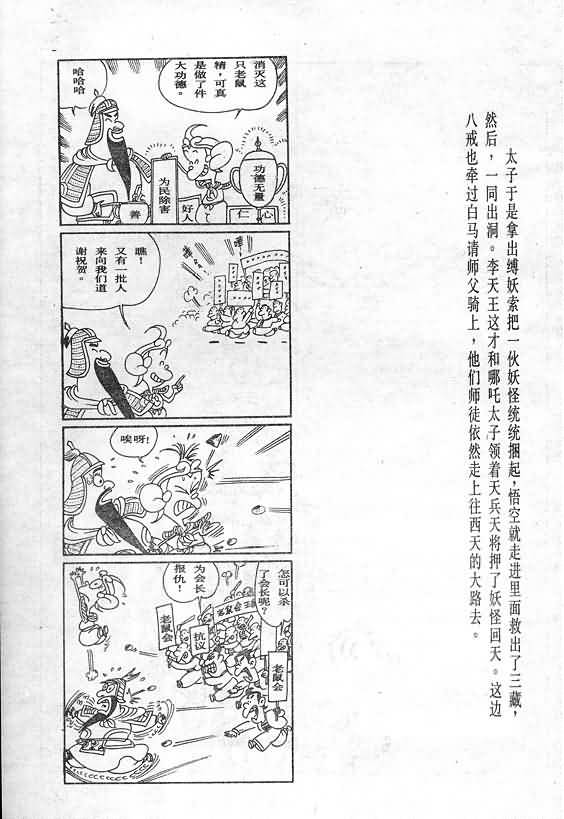 太子于是拿出缚妖索把一伙妖怪统统捆起，悟空就走进里面救出了三藏，
然后，一同出洞。李天王这才和哪吒太子领着天兵天将押了妖怪回天。这边
八戒也牵过白马请师父骑上，他们师徒依然走上往西天的大路去。
消灭这
只老鼠
精，可真
是做了件
大功德。
哈哈哈
功德无量
为民除害
善
好人
仁
心
瞧！
又有一批人
来向我们道
谢祝贺。
唉呀！
怎可以杀
了会长呢？
为会长
报仇！
老鼠会
抗议
老鼠会